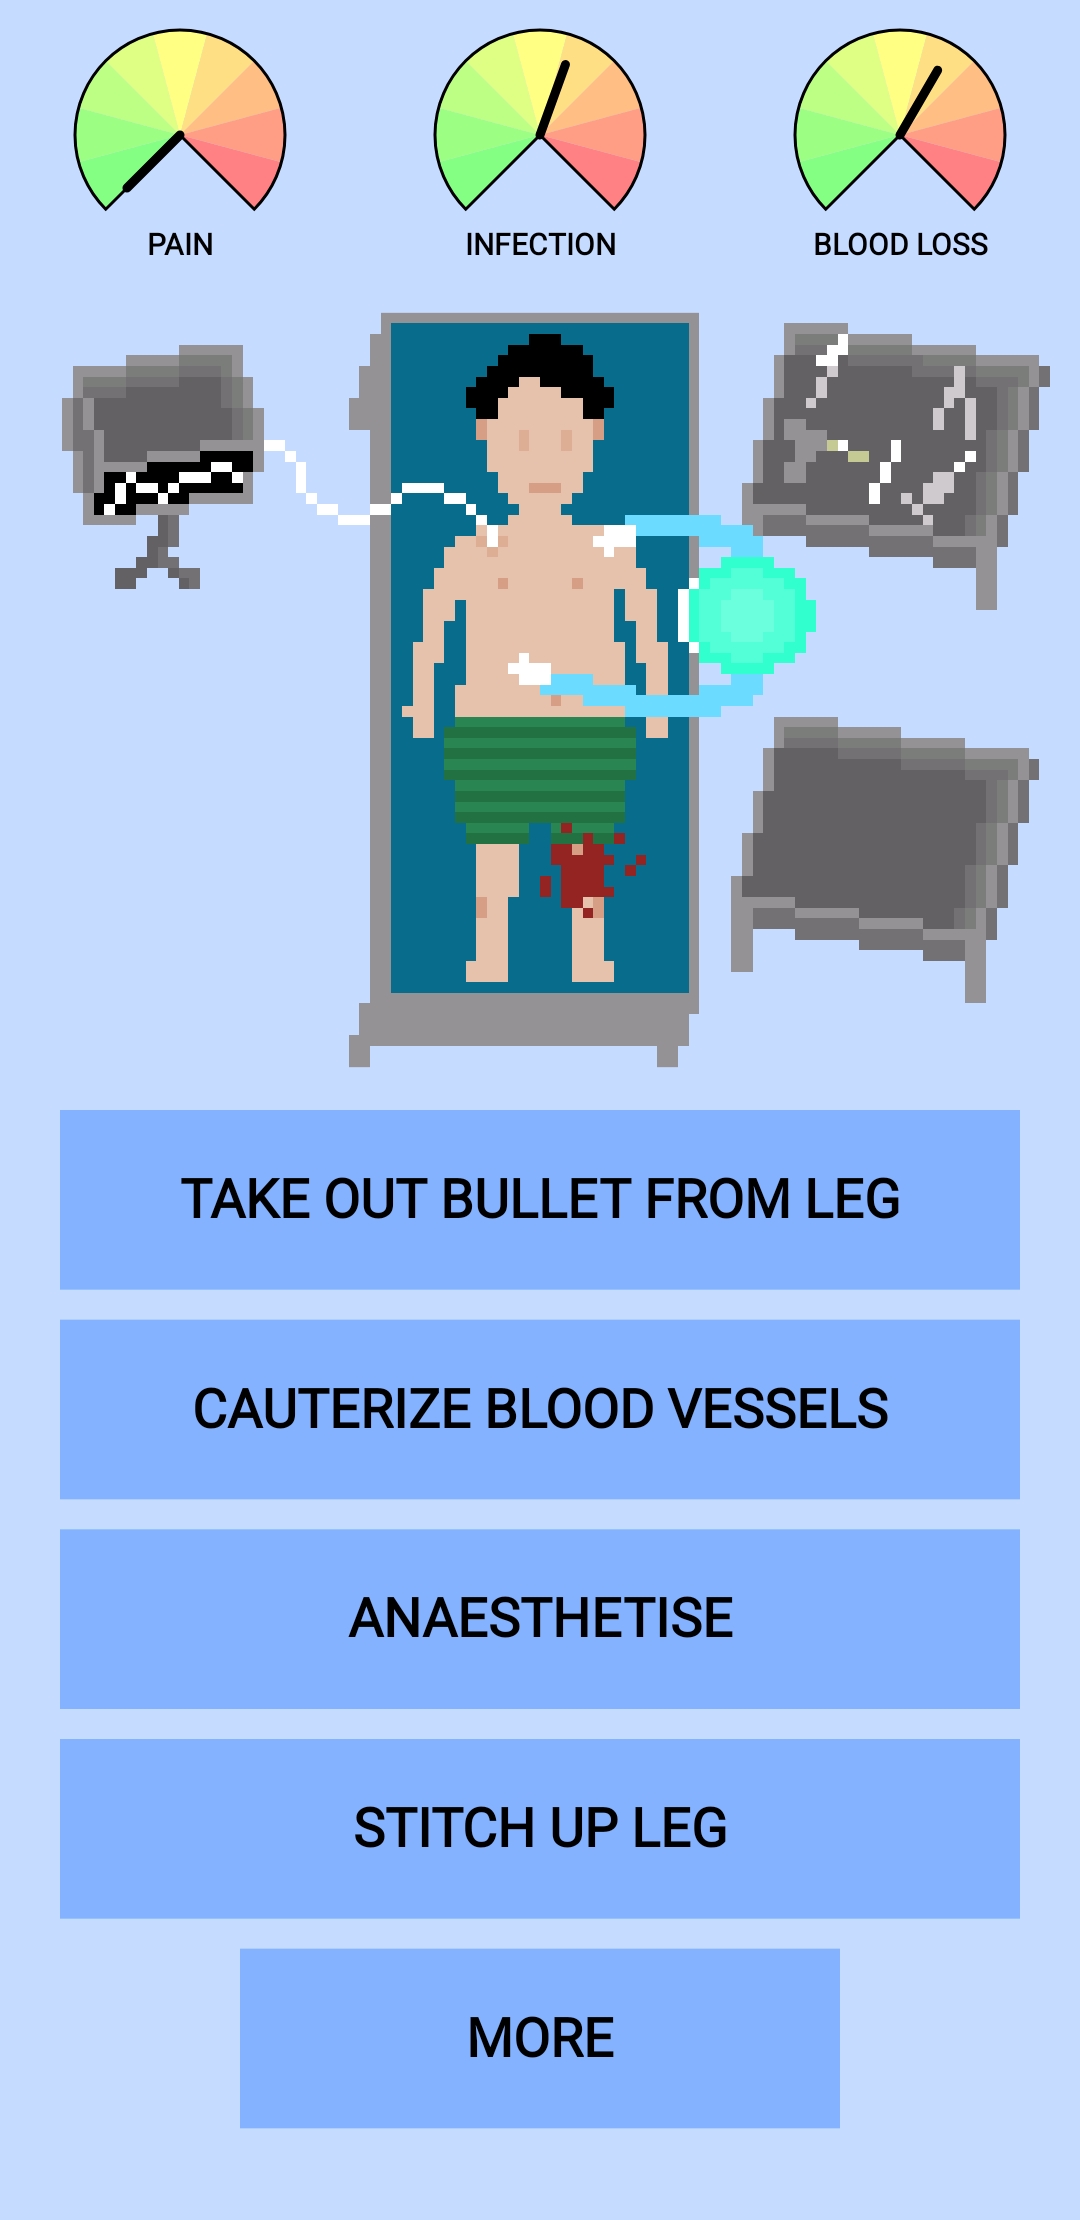 PAIN
INFECTION
BLOOD LOSS
TAKE OUT BULLET FROM LEG
CAUTERIZE BLOOD VESSELS
ANAESTHETISE
STITCH UP LEG
MORE